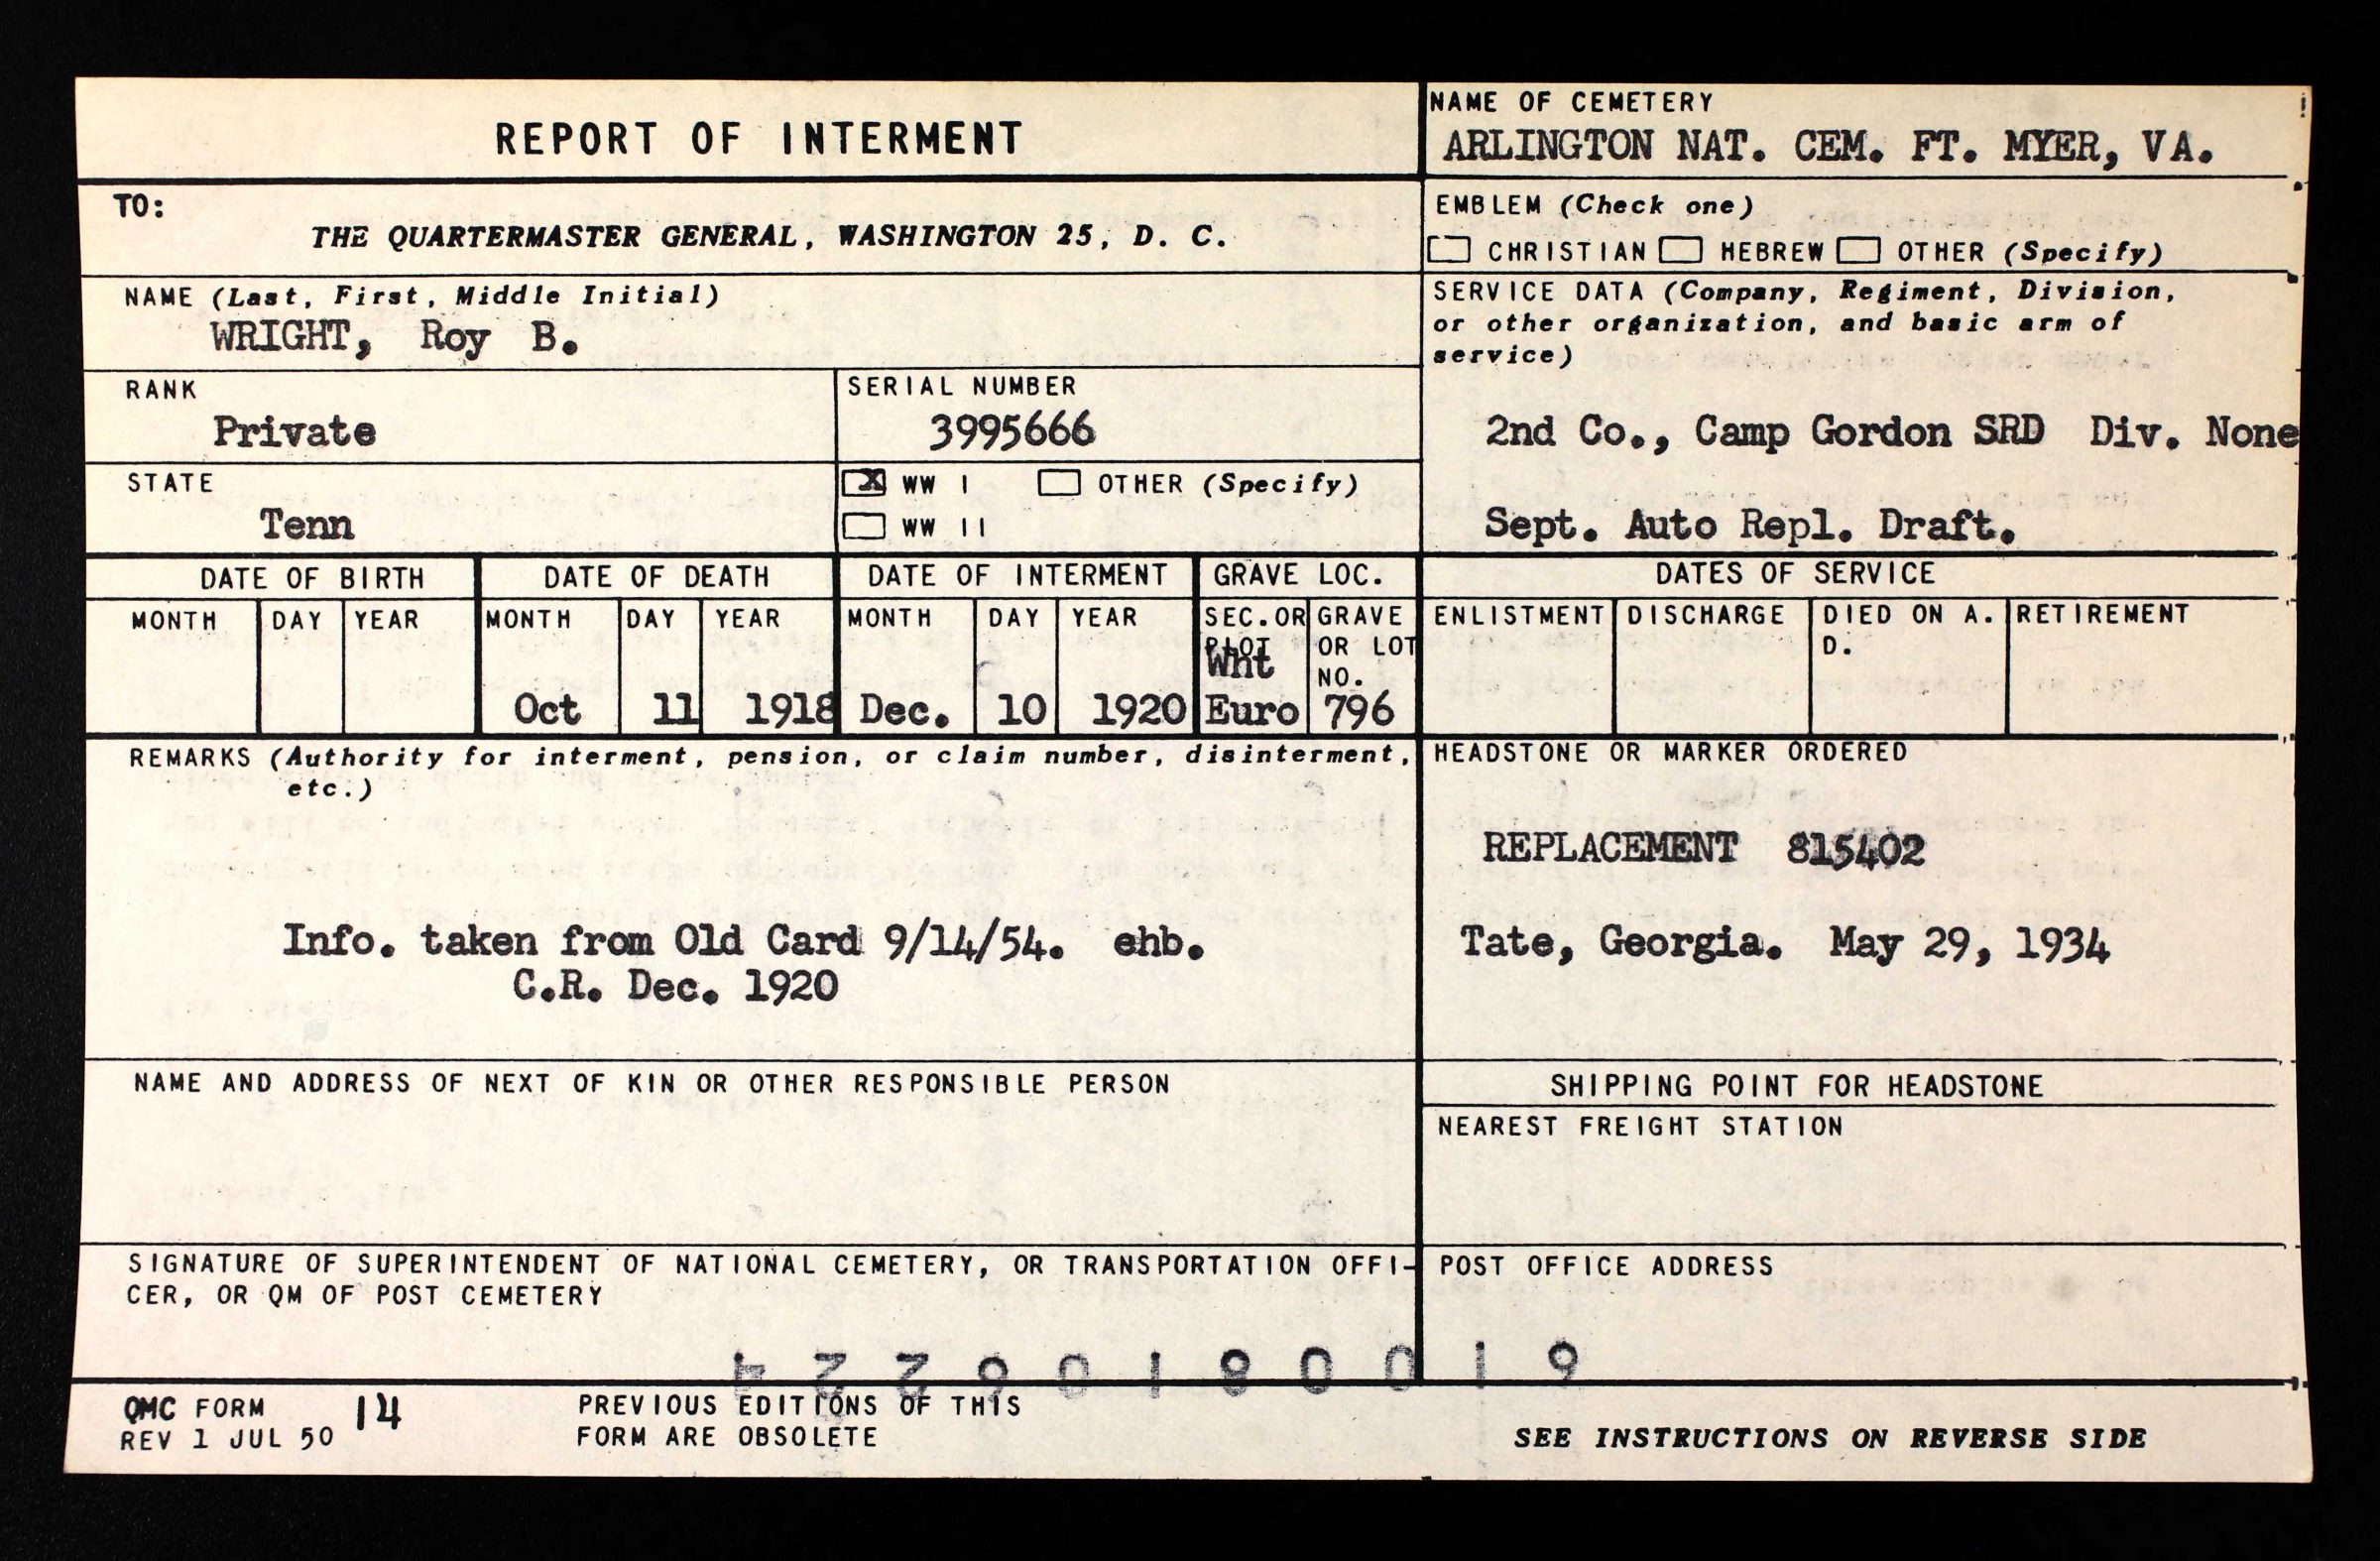 REPORT OF INTERMENT
NAME OF CEMETERY
ARLINGTON NAT. CEM. FT. MYER, VA.
TO:
THE QUARTERMASTER GENERAL, WASHINGTON 25, D. C.
EMBLEM (Check one)
CHRISTIAN HEBREW OTHER (Specify)
NAME (Last, First, Middle Initial)
WRIGHT, Roy B.
SERVICE DATA (Company, Regiment, Division,
or other organization, and basic arm of
service)
2nd Co., Camp Gordon SRD Div. None
Sept. Auto Repl. Draft.
RANK
Private
SERIAL NUMBER
3995666
STATE
Tenn
X WW I OTHER (Specify)
WW II
DATE OF BIRTH DATE OF DEATH DATE OF INTERMENT GRAVE LOC. DATES OF SERVICE
MONTH DAY YEAR MONTH DAY YEAR MONTH DAY YEAR SEC. OR GRAVE ENLISTMENT DISCHARGE DIED ON A. RETIREMENT
PLOT OR LOT D.
Wht NO.
Oct 11 1918 Dec. 10 1920 Euro 796
REMARKS (Authority for interment, pension, or claim number, disinterment,
etc.)
Info. taken from Old Card 9/14/54. ehb.
C.R. Dec. 1920
HEADSTONE OR MARKER ORDERED
REPLACEMENT 815402
Tate, Georgia. May 29, 1934
NAME AND ADDRESS OF NEXT OF KIN OR OTHER RESPONSIBLE PERSON
SHIPPING POINT FOR HEADSTONE
NEAREST FREIGHT STATION
SIGNATURE OF SUPERINTENDENT OF NATIONAL CEMETERY, OR TRANSPORTATION OFFI-
CER, OR QM OF POST CEMETERY
POST OFFICE ADDRESS
QMC FORM 14
REV 1 JUL 50
PREVIOUS EDITIONS OF THIS
FORM ARE OBSOLETE
SEE INSTRUCTIONS ON REVERSE SIDE